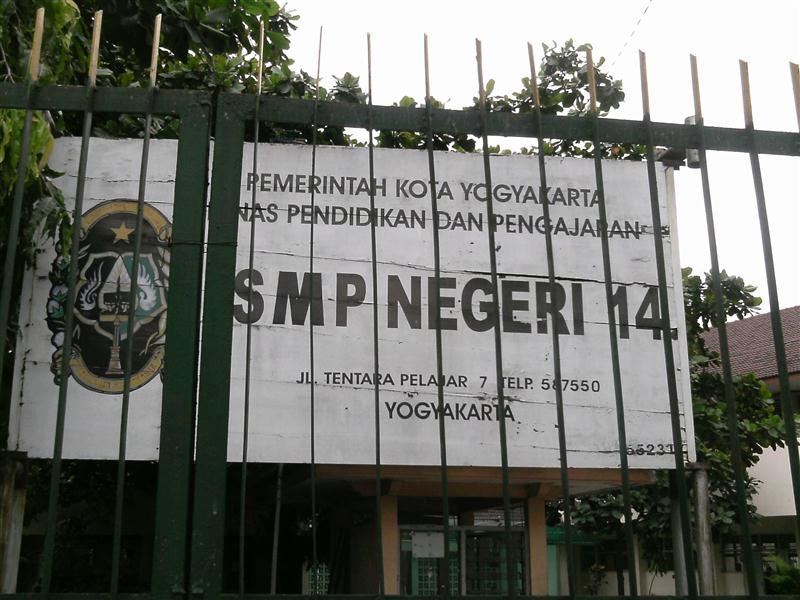 PEMERINTAH KOTA YOGYAKARTA
NAS PENDIDIKAN DAN PENGAJARAN
SMP NEGERI 14.
JL. TENTARA PELAJAR 7 TELP. 587550
YOGYAKARTA
55231